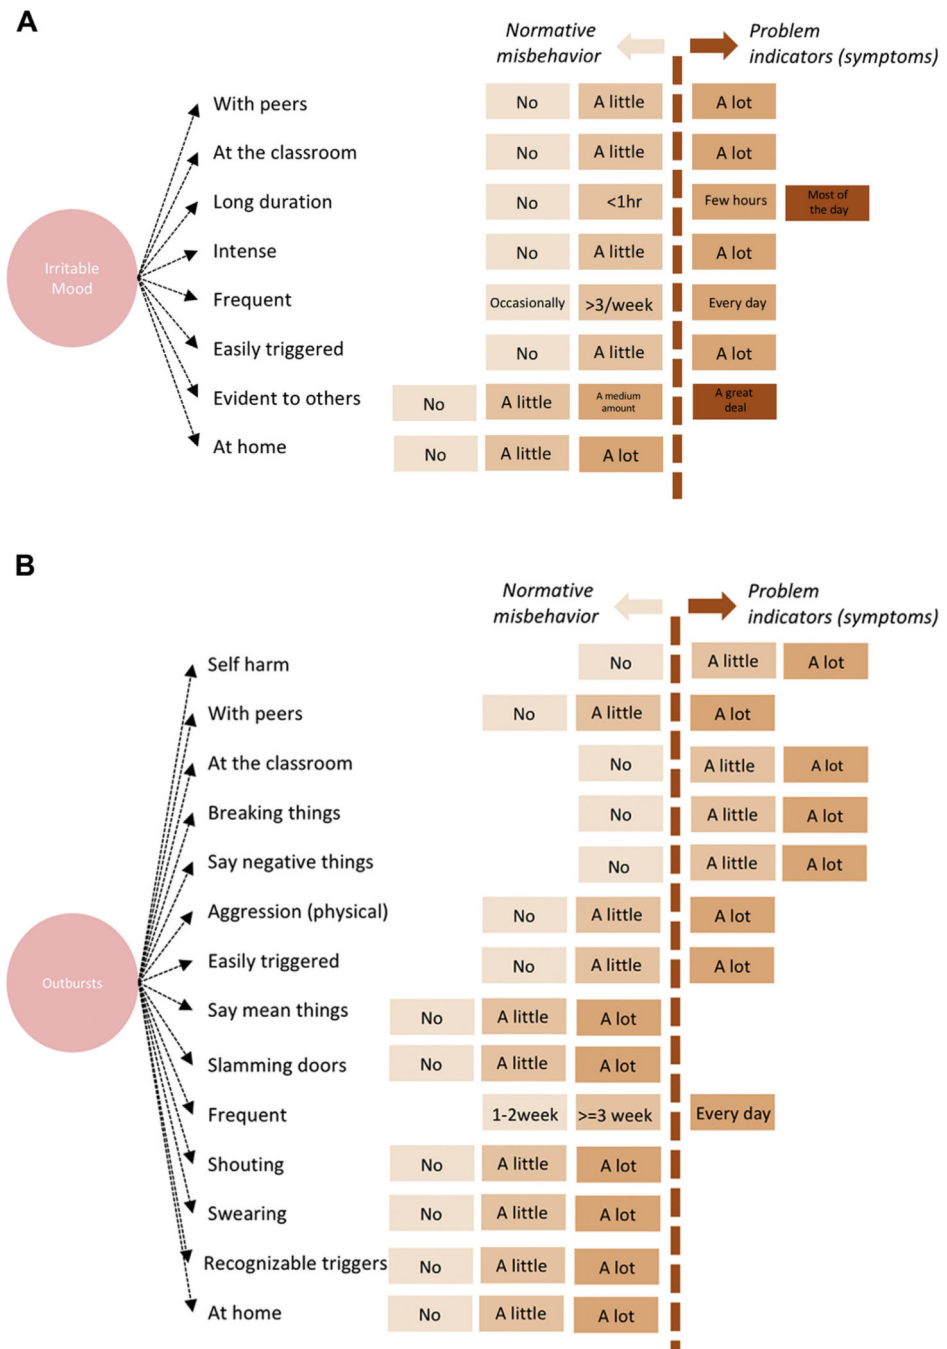 A
Normative
misbehavior
Problem
indicators (symptoms)
Irritable
Mood
With peers
No
A little
A lot
At the classroom
No
A little
A lot
Long duration
No
<1hr
Few hours
Most of
the day
Intense
No
A little
A lot
Frequent
Occasionally
>3/week
Every day
Easily triggered
No
A little
A lot
Evident to others
No
A little
A medium
amount
A great
deal
At home
No
A little
A lot
B
Normative
misbehavior
Problem
indicators (symptoms)
Outbursts
Self harm
No
A little
A lot
With peers
No
A little
A lot
At the classroom
No
A little
A lot
Breaking things
No
A little
A lot
Say negative things
No
A little
A lot
Aggression (physical)
No
A little
A lot
Easily triggered
No
A little
A lot
Say mean things
No
A little
A lot
Slamming doors
No
A little
A lot
Frequent
1-2week
>=3 week
Every day
Shouting
No
A little
A lot
Swearing
No
A little
A lot
Recognizable triggers
No
A little
A lot
At home
No
A little
A lot